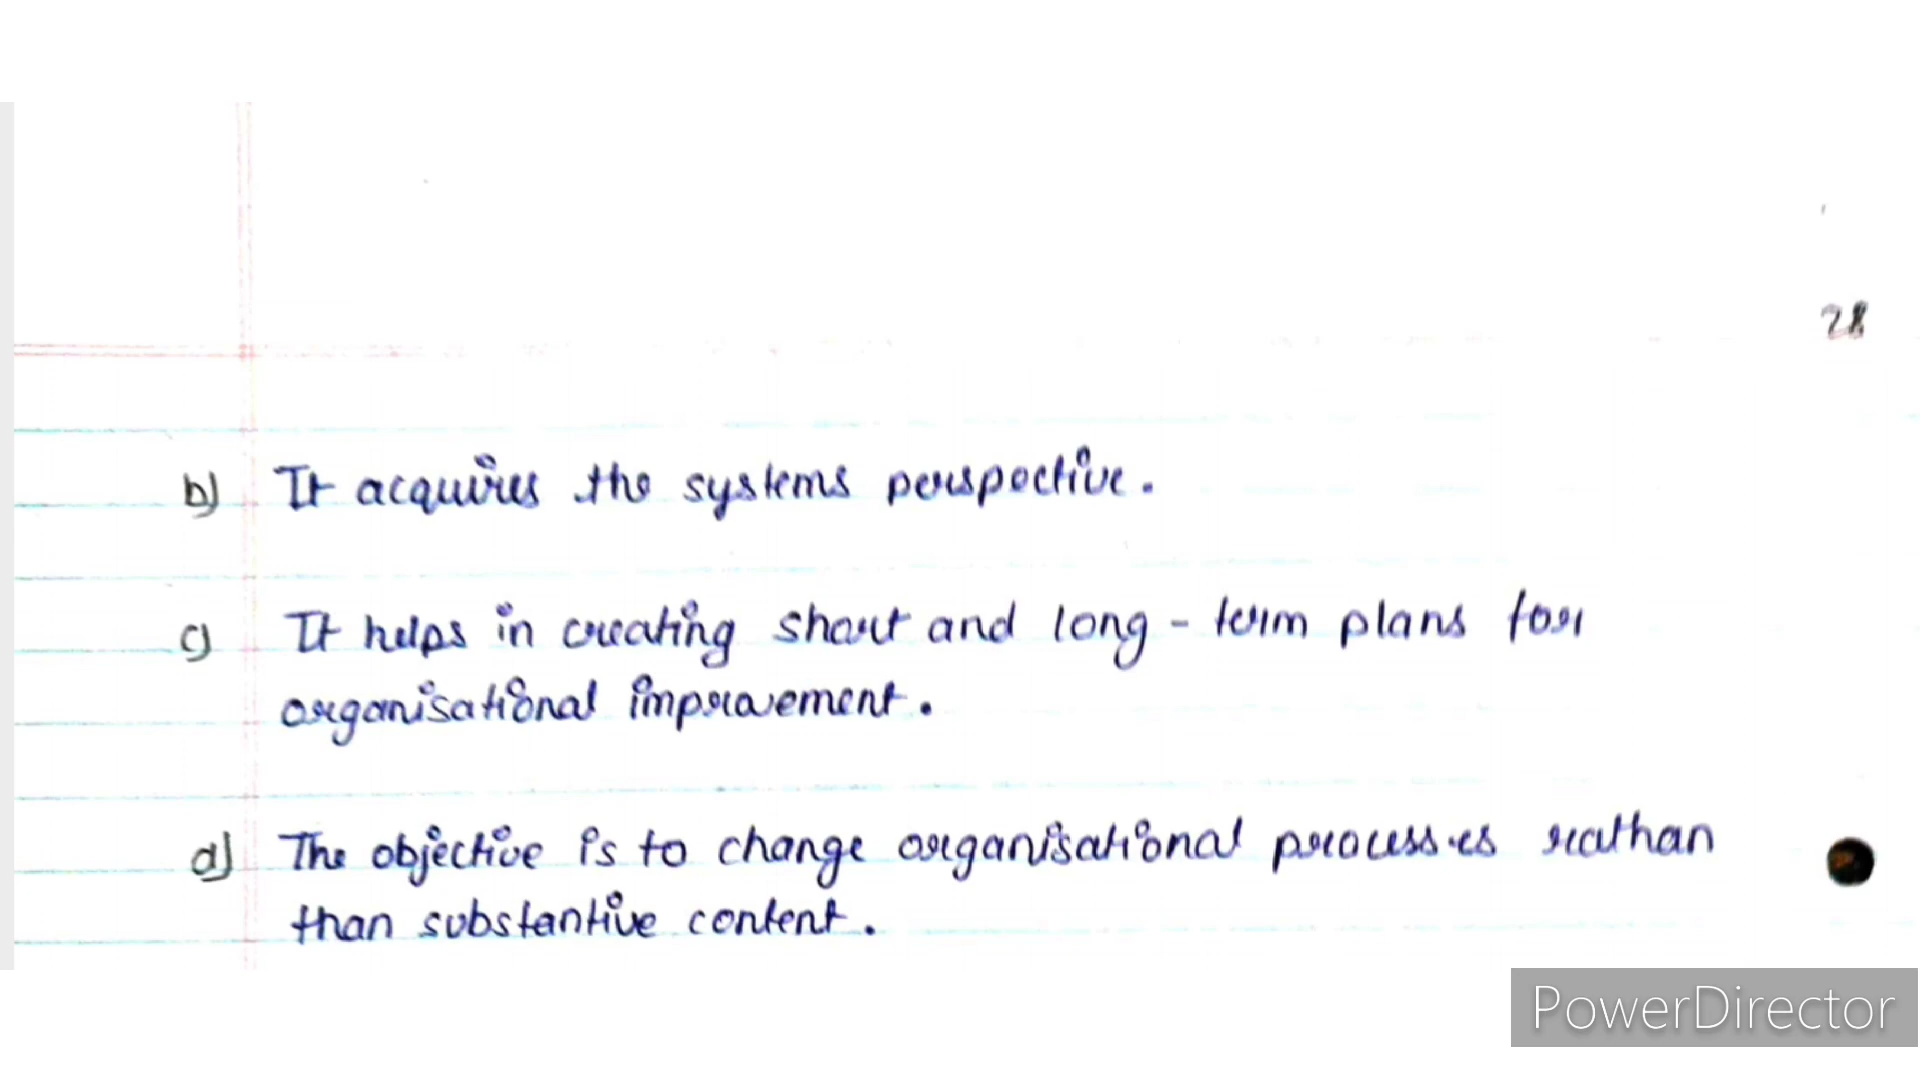 28
b) It acquires the systems perspective.
c) It helps in creating short and long-term plans for
organisational improvement.
d) The objective is to change organisational processes rathan
than substantive content.
PowerDirector